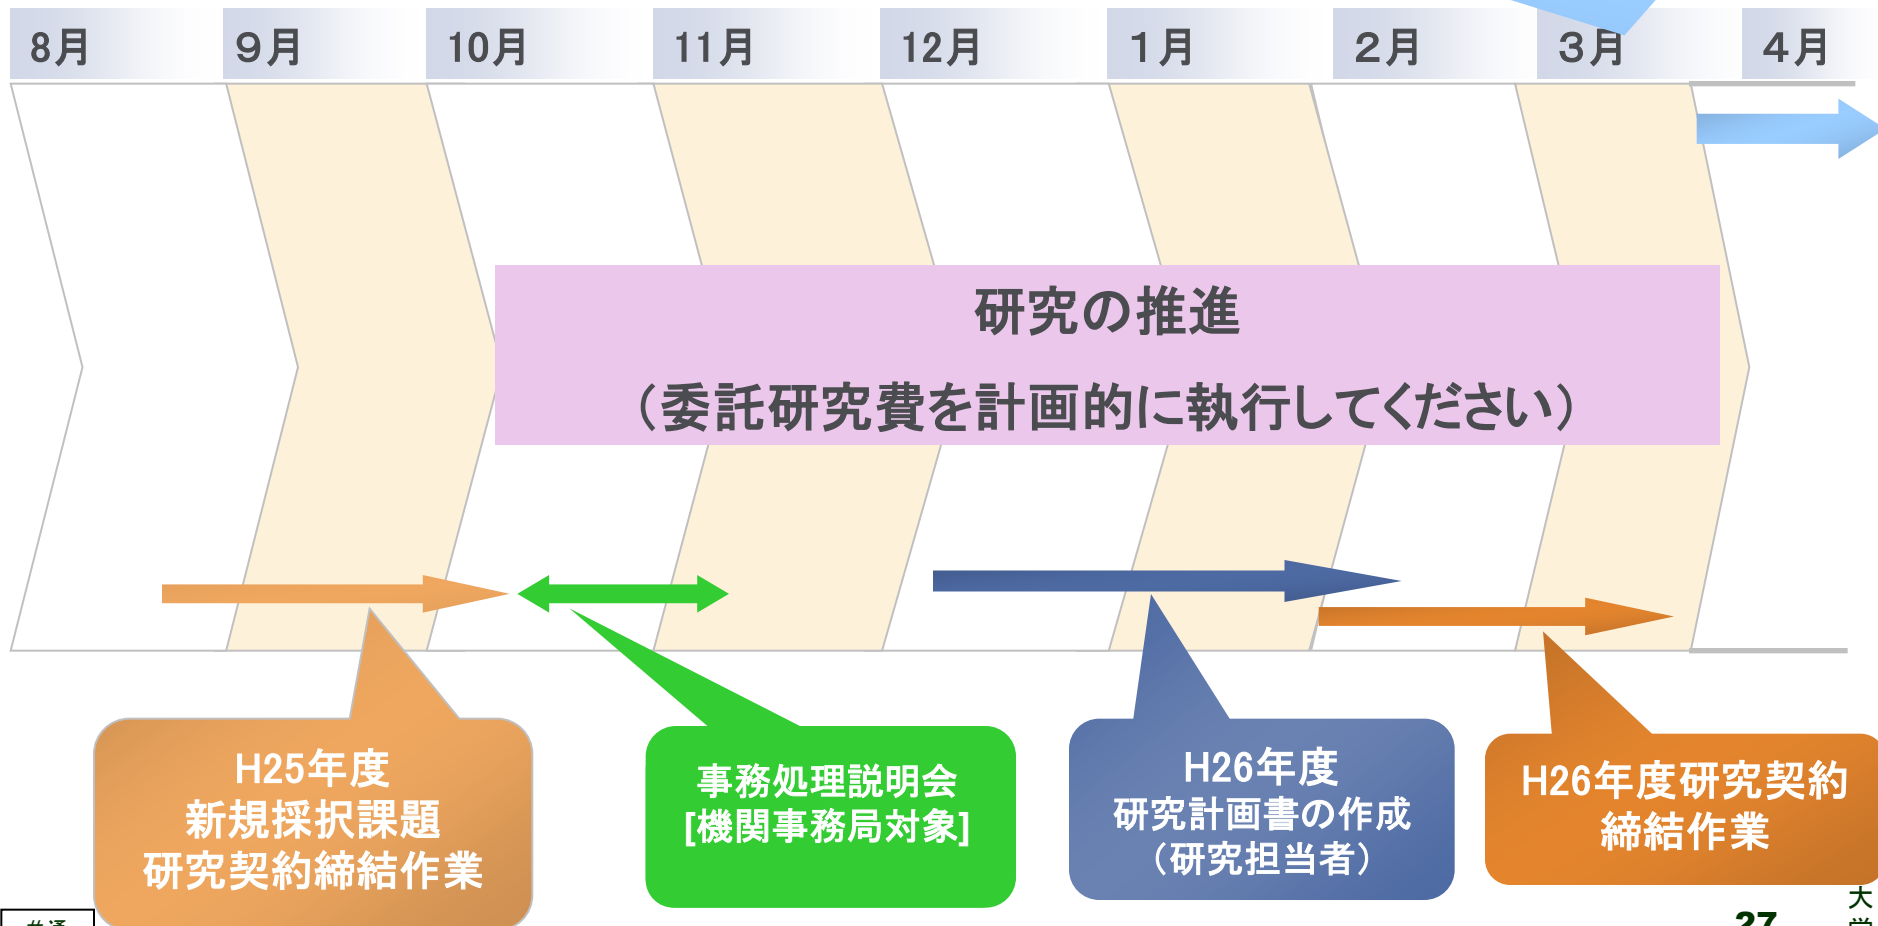 8月
9月
10月
11月
12月
1月
2月
3月
4月
研究の推進
（委託研究費を計画的に執行してください）
H25年度
新規採択課題
研究契約締結作業
事務処理説明会
[機関事務局対象]
H26年度
研究計画書の作成
（研究担当者）
H26年度研究契約
締結作業
27
大